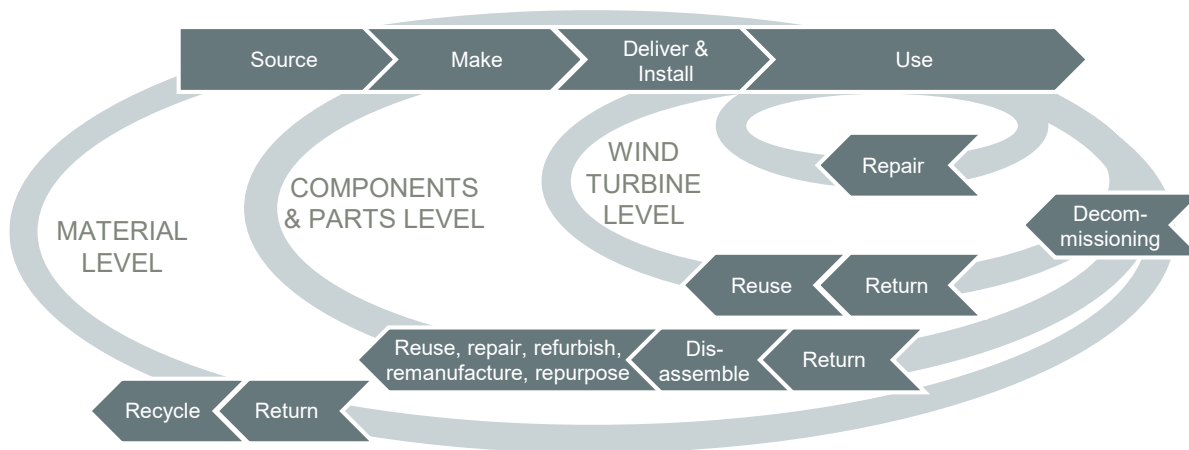 Source
Make
Deliver &
Install
Use
Repair
WIND
TURBINE
LEVEL
COMPONENTS
& PARTS LEVEL
MATERIAL
LEVEL
Decom-
missioning
Reuse
Return
Reuse, repair, refurbish,
remanufacture, repurpose
Dis-
assemble
Return
Recycle
Return